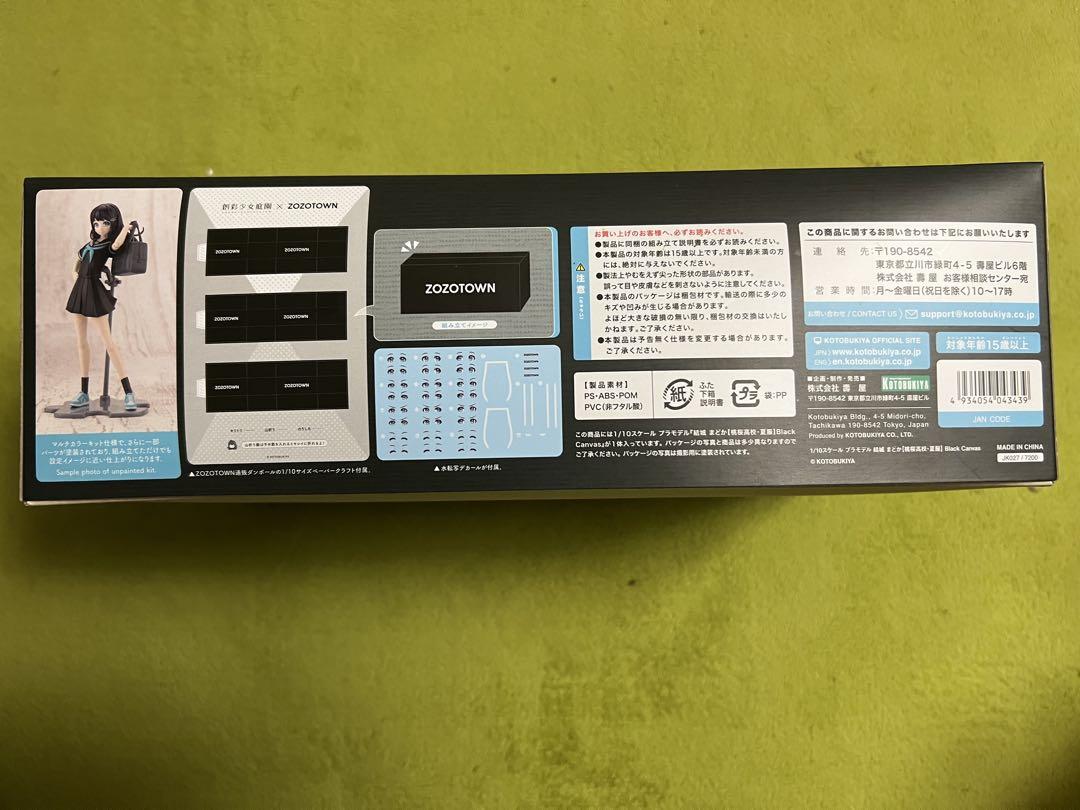 マルチカラーキット仕様で、さらに一部
パーツが塗装されており、組み立てただけでも
設定イメージに近い仕上がりになります。
Sample photo of unpainted kit.
創彩少女庭園 × ZOZOTOWN
ZOZOTOWN ZOZOTOWN
ZOZOTOWN ZOZOTOWN
ZOZOTOWN ZOZOTOWN
山折り
のりしろ
© KOTOBUKIYA
▲ZOZOTOWN通販ダンボールの1/10サイズペーパークラフト付属。
ZOZOTOWN
組み立てイメージ
▲水転写デカールが付属。
注意
お買い上げのお客様へ、必ずお読みください。
●製品に同梱の組み立て説明書を必ずお読みください。
●本製品の対象年齢は15歳以上です。対象年齢未満の方
には、絶対に与えないでください。
●製法上やむをえず尖った形状の部品があります。
誤って目や皮膚などを刺さないように注意してください。
●本製品のパッケージは梱包材です。輸送の際に多少の
キズや凹みが生じる場合があります。
よほど大きな破損の無い限り、梱包材の交換はいたし
かねます。ご了承ください。
●本製品は予告無く仕様を変更する場合があります。
ご了承ください。
【製品素材】
PS・ABS・POM
PVC(非フタル酸)
紙
ふた
下箱
説明書
プラ
袋:PP
この商品には1/10スケール プラモデル「結城 まどか【桃桜高校・夏服】Black
Canvas」が1体入っています。パッケージの写真と商品は多少異なりますので
ご了承ください。パッケージの写真は撮影用に塗装されています。
この商品に関するお問い合わせは下記にお願いします
連絡先:〒190-8542
東京都立川市緑町4-5 壽屋ビル6階
株式会社 壽屋 お客様相談センター宛
営業時間:月〜金曜日(祝日を除く)10〜17時
お問い合わせ / CONTACT US support@kotobukiya.co.jp
KOTOBUKIYA OFFICIAL SITE
JPN www.kotobukiya.co.jp
ENG en.kotobukiya.co.jp
対象年齢15歳以上
■企画・制作・発売■
株式会社 壽 屋
KOTOBUKIYA
〒190-8542 東京都立川市緑町4-5
Kotobukiya Bldg., 4-5 Midori-cho,
Tachikawa 190-8542 Tokyo, Japan
Produced by KOTOBUKIYA CO., LTD.
4 934054 043439
JAN CODE
1/10スケール プラモデル 結城 まどか【桃桜高校・夏服】Black Canvas
© KOTOBUKIYA
MADE IN CHINA
JK027 / 7200